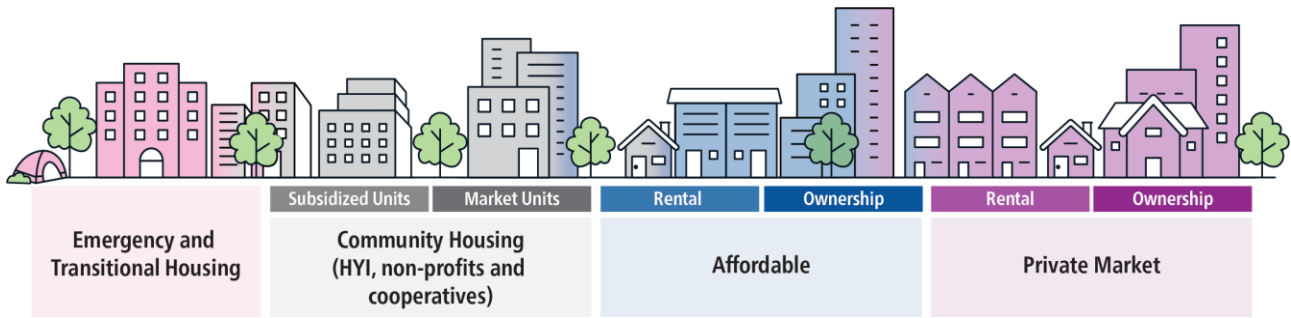 Subsidized Units
Market Units
Rental
Ownership
Rental
Ownership
Emergency and
Transitional Housing
Community Housing
(HYI, non-profits and
cooperatives)
Affordable
Private Market